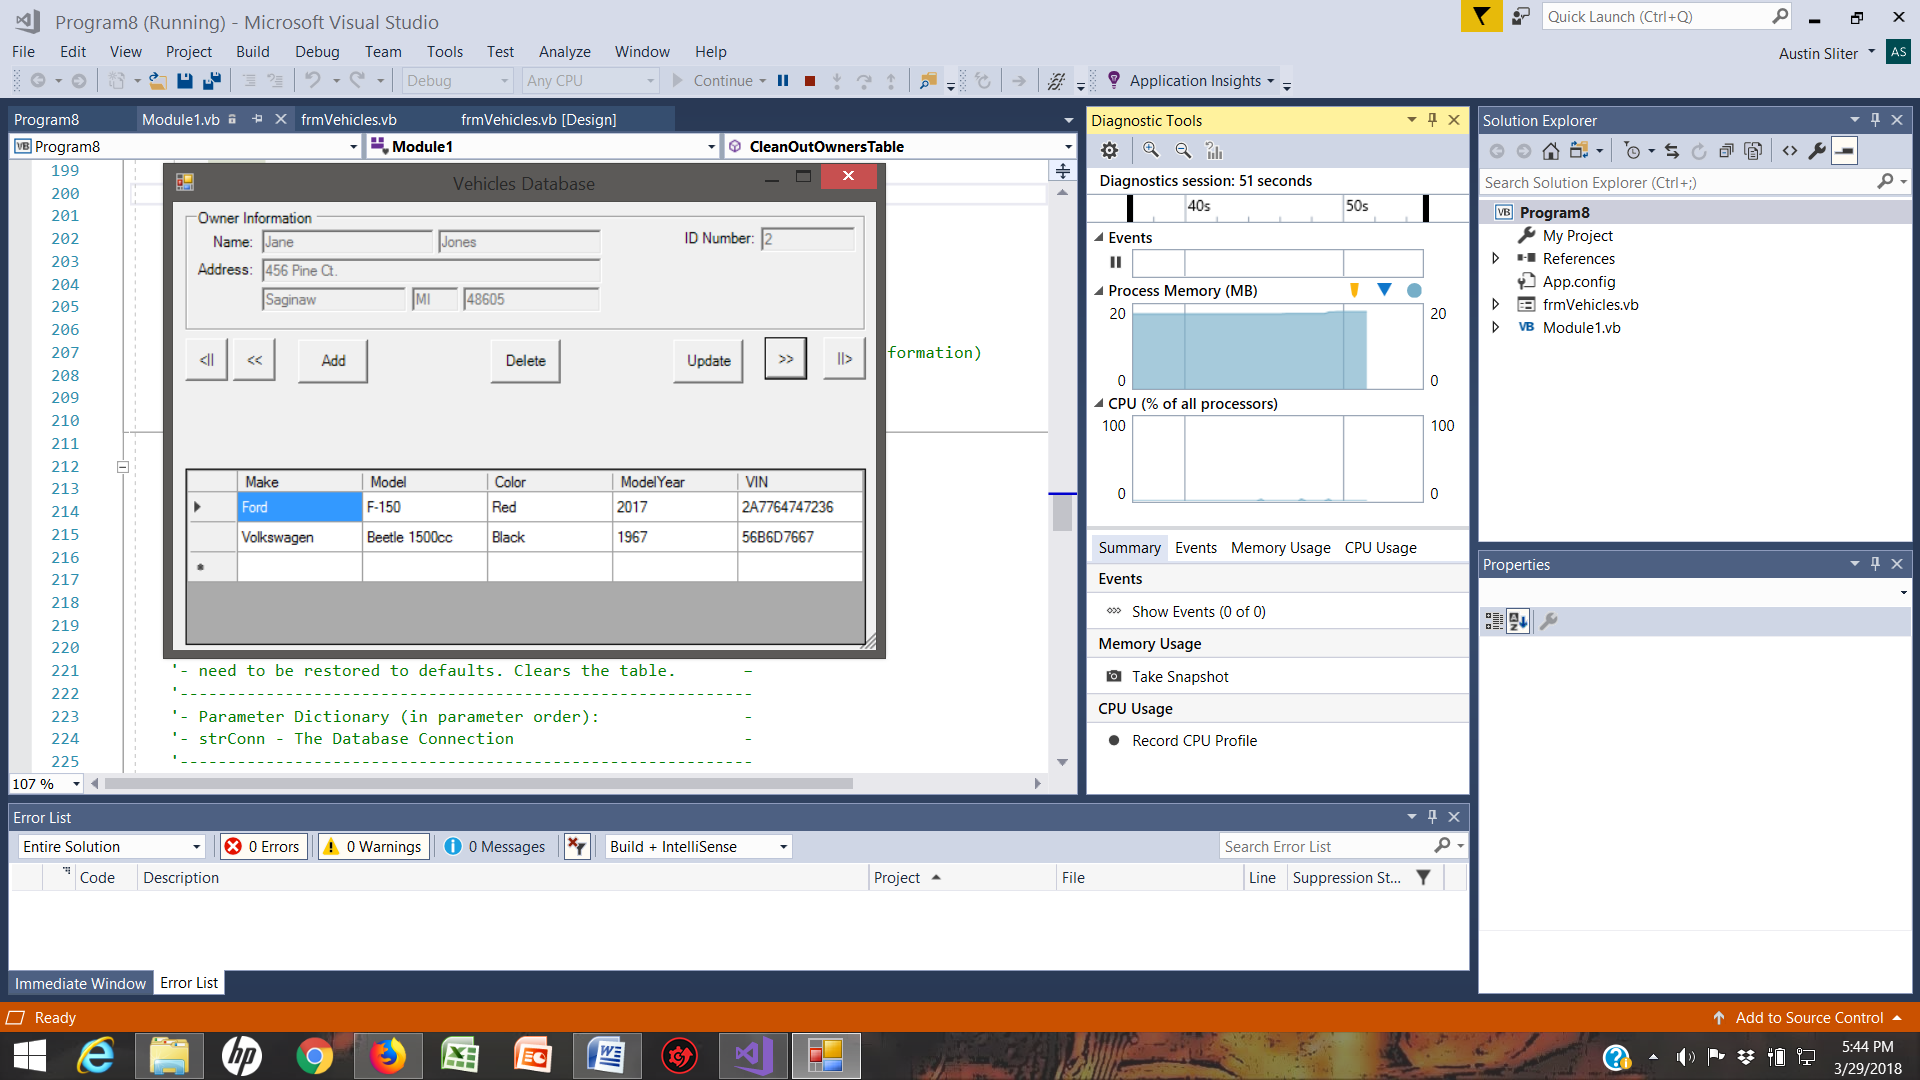 Program8 (Running) - Microsoft Visual Studio
Quick Launch (Ctrl+Q)
File Edit View Project Build Debug Team Tools Test Analyze Window Help
Austin Sliter AS
Debug Any CPU Continue Application Insights
Program8 Module1.vb frmVehicles.vb frmVehicles.vb [Design]
Program8 Module1 CleanOutOwnersTable
199
200
201
202
203
204
205
206
207 formation)
208
209
210
211
212
213
214
215
216
217
218
219
220
221 '- need to be restored to defaults. Clears the table. -
222 '------------------------------------------------------------
223 '- Parameter Dictionary (in parameter order): -
224 '- strConn - The Database Connection -
225 '------------------------------------------------------------
107 %
Vehicles Database
Owner Information
Name: Jane Jones ID Number: 2
Address: 456 Pine Ct.
Saginaw MI 48605
<|| << Add Delete Update >> ||>
Make Model Color ModelYear VIN
Ford F-150 Red 2017 2A7764747236
Volkswagen Beetle 1500cc Black 1967 56B6D7667
Diagnostic Tools
Diagnostics session: 51 seconds
40s 50s
Events
Process Memory (MB)
20 20
0 0
CPU (% of all processors)
100 100
0 0
Summary Events Memory Usage CPU Usage
Events
Show Events (0 of 0)
Memory Usage
Take Snapshot
CPU Usage
Record CPU Profile
Solution Explorer
Search Solution Explorer (Ctrl+;)
VB Program8
My Project
References
App.config
frmVehicles.vb
VB Module1.vb
Properties
Error List
Entire Solution 0 Errors 0 Warnings 0 Messages Build + IntelliSense Search Error List
Code Description Project File Line Suppression St...
Immediate Window Error List
Ready Add to Source Control
5:44 PM
3/29/2018